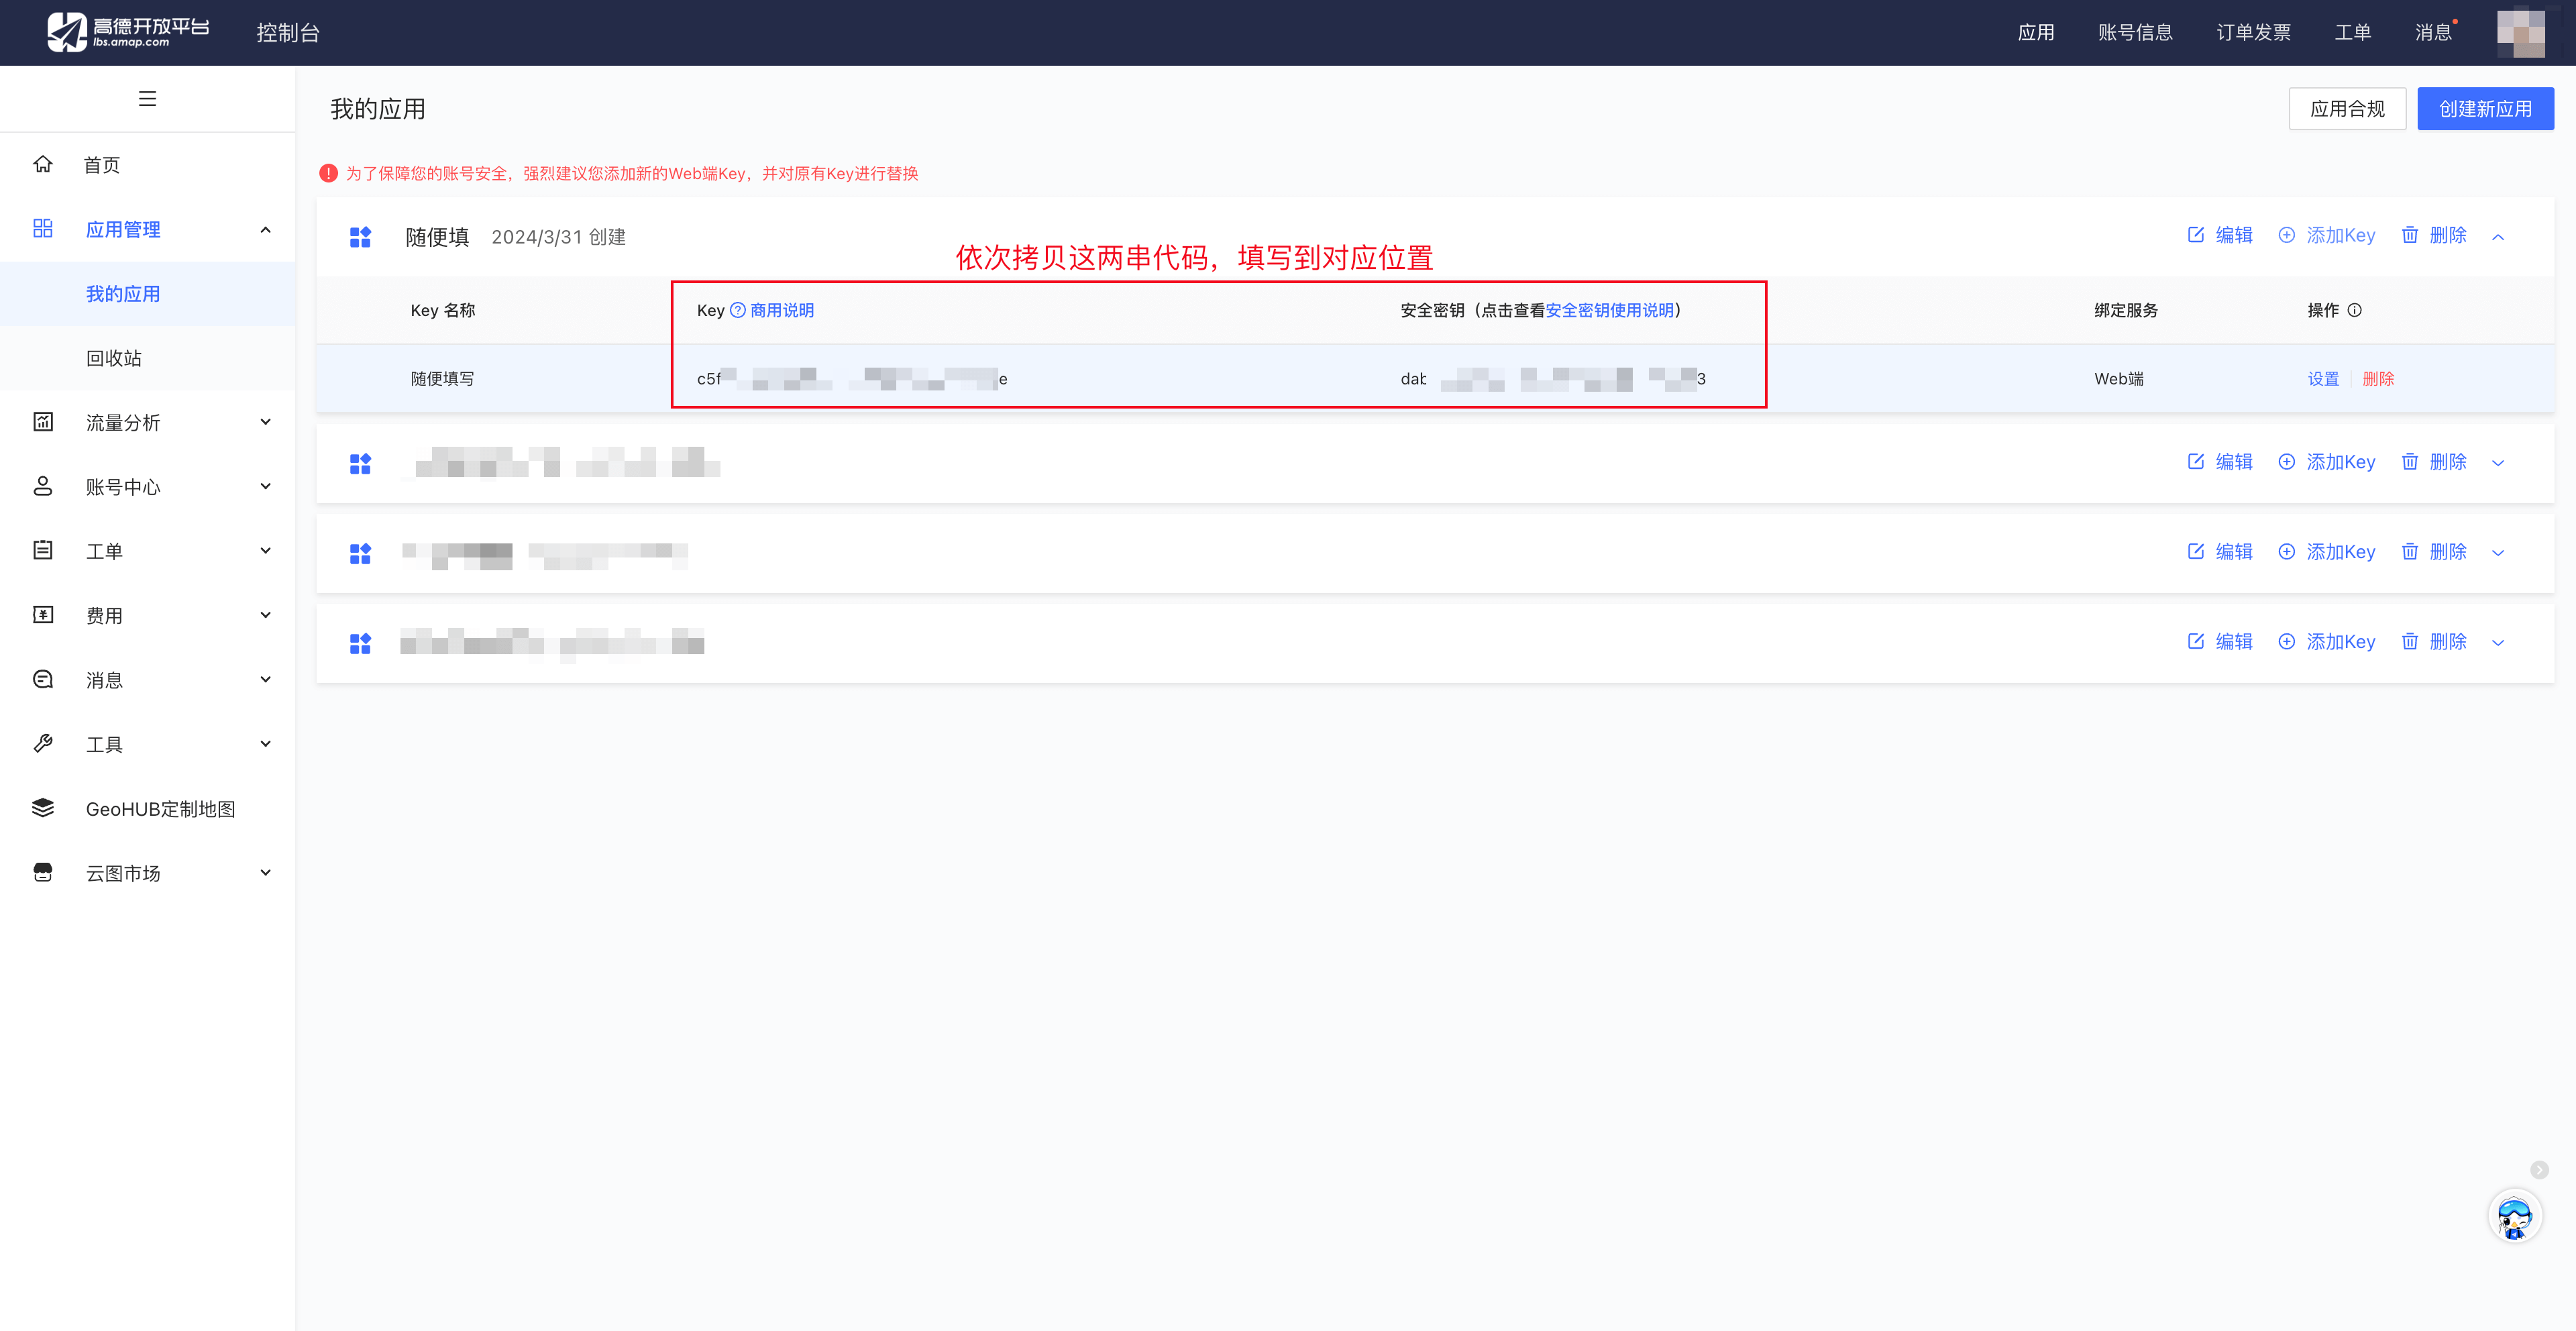 高德开放平台
lbs.amap.com
控制台
应用
账号信息
订单发票
工单
消息
我的应用
应用合规
创建新应用
首页
应用管理
我的应用
回收站
流量分析
账号中心
工单
费用
消息
工具
GeoHUB定制地图
云图市场
为了保障您的账号安全，强烈建议您添加新的Web端Key，并对原有Key进行替换
随便填 2024/3/31 创建
编辑 添加Key 删除
依次拷贝这两串代码，填写到对应位置
Key 名称
Key 商用说明
安全密钥（点击查看安全密钥使用说明）
绑定服务
操作
随便填写
c5f
e
3
Web端
设置 删除
编辑 添加Key 删除
编辑 添加Key 删除
编辑 添加Key 删除